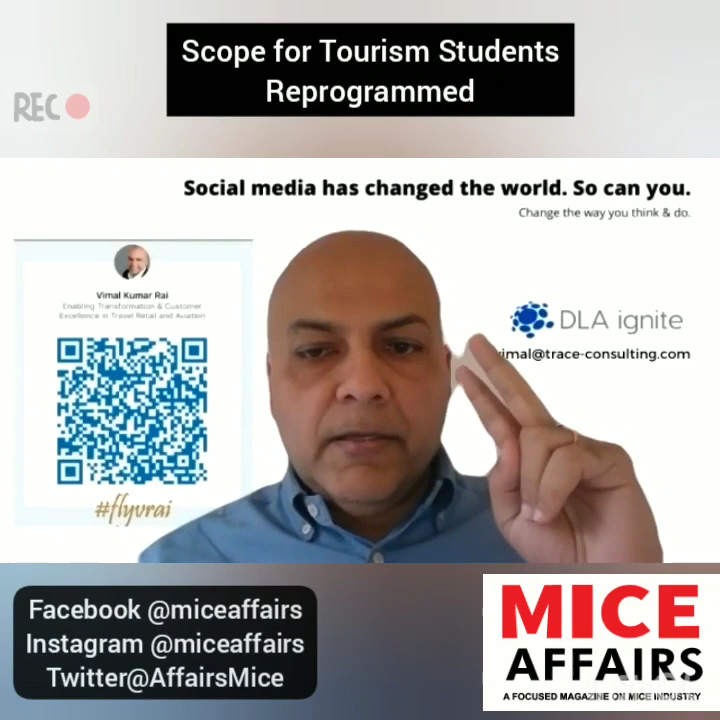 Scope for Tourism Students
Reprogrammed
REC
Social media has changed the world. So can you.
Change the way you think & do.
Vimal Kumar Rai
Enabling Transformation & Customer
Excellence in Travel Retail and Aviation
#flyvrai
DLA ignite
imal@trace-consulting.com
Facebook @miceaffairs
Instagram @miceaffairs
Twitter@AffairsMice
MICE
AFFAIRS
A FOCUSED MAGAZINE ON MICE INDUSTRY